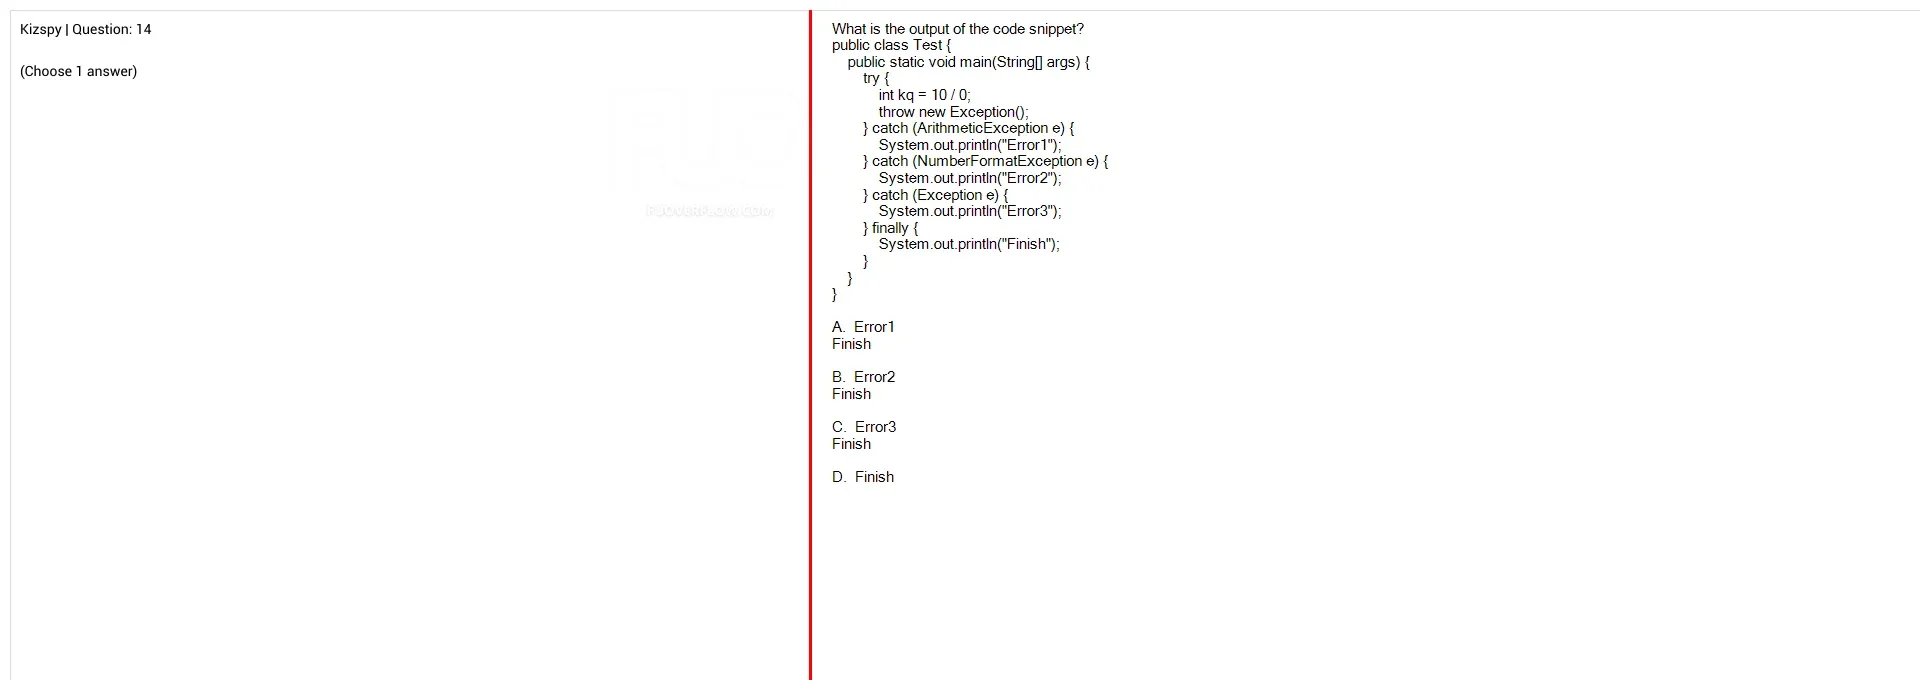 Kizspy | Question: 14
(Choose 1 answer)
FUOVERFLOW.COM
What is the output of the code snippet?
public class Test {
public static void main(String[] args) {
try {
int kq = 10 / 0;
throw new Exception();
} catch (ArithmeticException e) {
System.out.println("Error1");
} catch (NumberFormatException e) {
System.out.println("Error2");
} catch (Exception e) {
System.out.println("Error3");
} finally {
System.out.println("Finish");
}
}
}
A. Error1
Finish
B. Error2
Finish
C. Error3
Finish
D. Finish